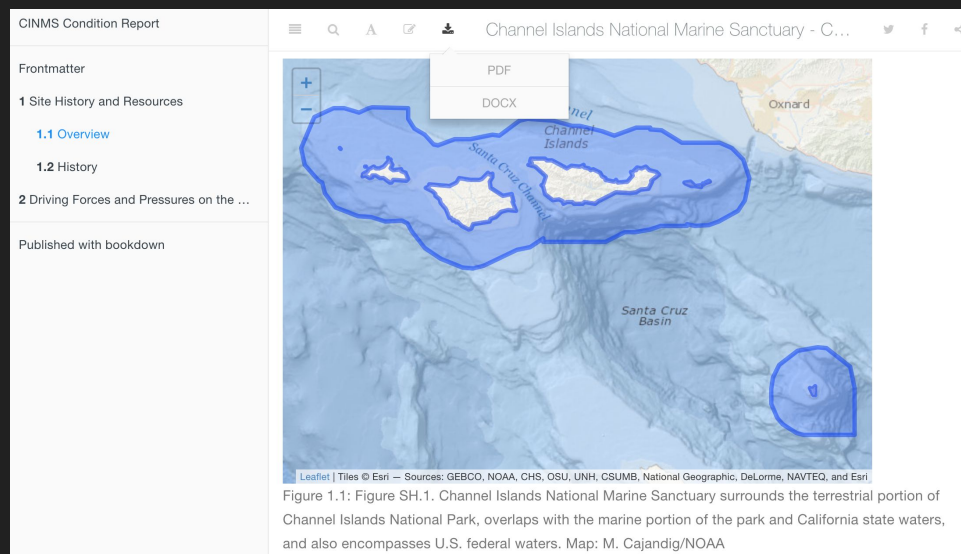 CINMS Condition Report
Frontmatter
1 Site History and Resources
1.1 Overview
1.2 History
2 Driving Forces and Pressures on the ...
Published with bookdown
A
Channel Islands National Marine Sanctuary - C...
PDF
DOCX
+
−
Oxnard
Channel
Islands
Santa Cruz Channel
Santa Cruz
Basin
Leaflet | Tiles © Esri — Sources: GEBCO, NOAA, CHS, OSU, UNH, CSUMB, National Geographic, DeLorme, NAVTEQ, and Esri
Figure 1.1: Figure SH.1. Channel Islands National Marine Sanctuary surrounds the terrestrial portion of
Channel Islands National Park, overlaps with the marine portion of the park and California state waters,
and also encompasses U.S. federal waters. Map: M. Cajandig/NOAA